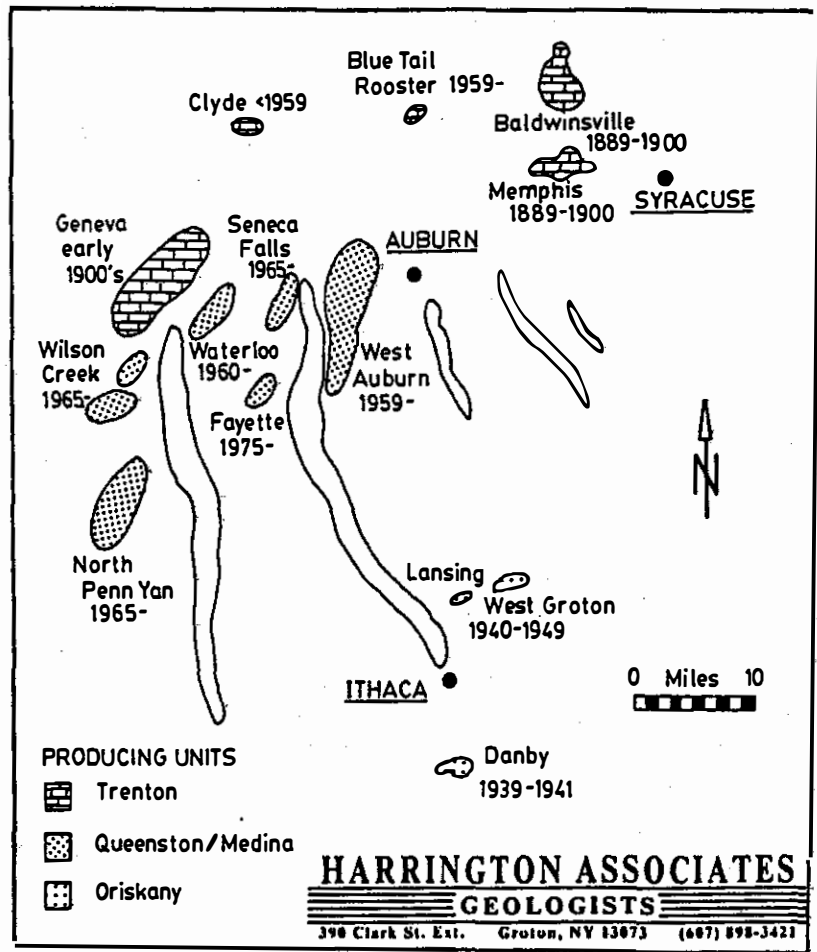 Blue Tail
Rooster 1959-
Clyde <1959
Baldwinsville
1889-1900
Memphis
1889-1900
SYRACUSE
Geneva
early
1900's
Seneca
Falls
1965-
AUBURN
Wilson
Creek
1965-
Waterloo
1960-
West
Auburn
1959-
Fayette
1975-
N
North
Penn Yan
1965-
Lansing
West Groton
1940-1949
ITHACA
0 Miles 10
Danby
1939-1941
PRODUCING UNITS
Trenton
Queenston/Medina
Oriskany
HARRINGTON ASSOCIATES
GEOLOGISTS
390 Clark St. Ext. Groton, NY 13073 (607) 898-3421